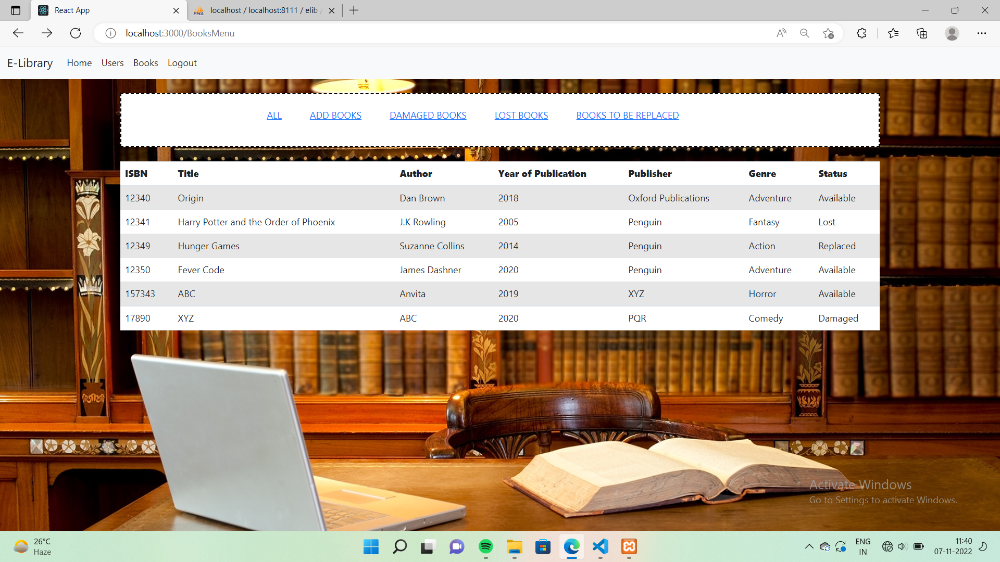 React App
localhost / localhost:8111 / elib /
localhost:3000/BooksMenu
E-Library Home Users Books Logout
ALL ADD BOOKS DAMAGED BOOKS LOST BOOKS BOOKS TO BE REPLACED
ISBN Title Author Year of Publication Publisher Genre Status
12340 Origin Dan Brown 2018 Oxford Publications Adventure Available
12341 Harry Potter and the Order of Phoenix J.K Rowling 2005 Penguin Fantasy Lost
12349 Hunger Games Suzanne Collins 2014 Penguin Action Replaced
12350 Fever Code James Dashner 2020 Penguin Adventure Available
157343 ABC Anvita 2019 XYZ Horror Available
17890 XYZ ABC 2020 PQR Comedy Damaged
Activate Windows
Go to Settings to activate Windows.
26°C
Haze
ENG
IN
11:40
07-11-2022